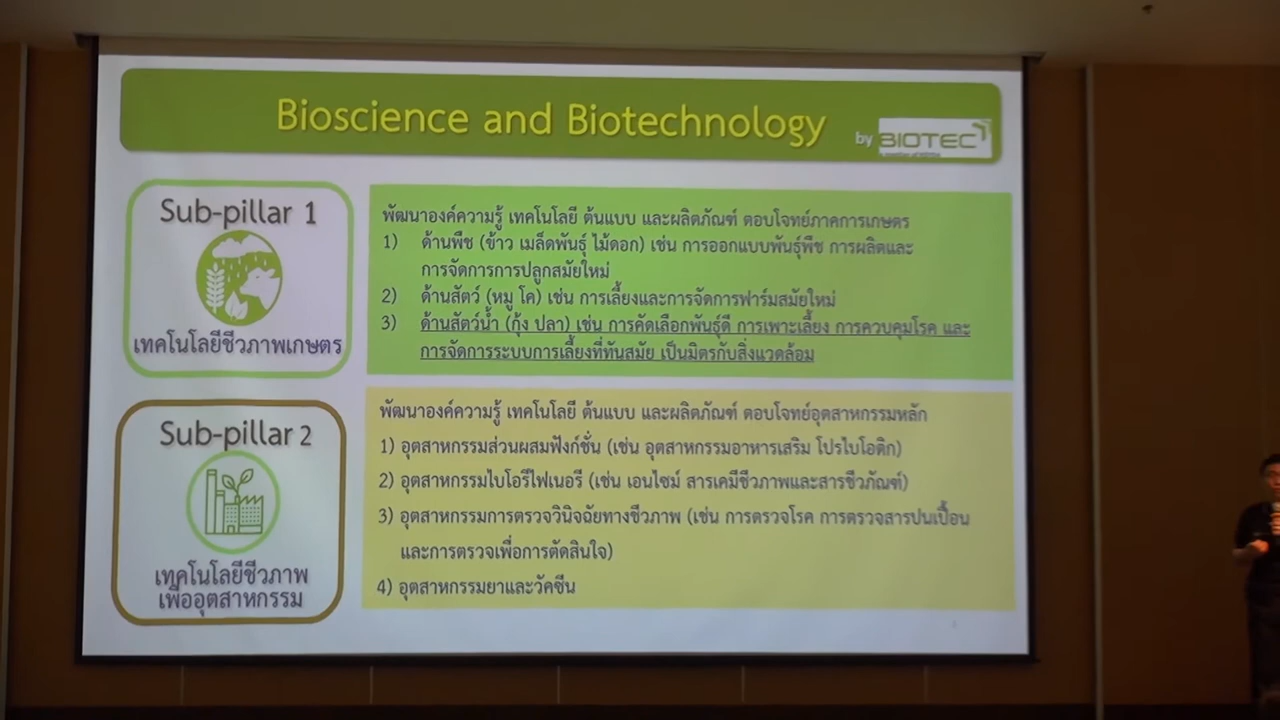 Bioscience and Biotechnology
by BIOTEC
Sub-pillar 1
เทคโนโลยีชีวภาพเกษตร
พัฒนาองค์ความรู้ เทคโนโลยี ต้นแบบ และผลิตภัณฑ์ ตอบโจทย์ภาคการเกษตร
1) ด้านพืช (ข้าว เมล็ดพันธุ์ ไม้ดอก) เช่น การออกแบบพันธุ์พืช การผลิตและ
การจัดการการปลูกสมัยใหม่
2) ด้านสัตว์ (หมู โค) เช่น การเลี้ยงและการจัดการฟาร์มสมัยใหม่
3) ด้านสัตว์น้ำ (กุ้ง ปลา) เช่น การคัดเลือกพันธุ์ดี การเพาะเลี้ยง การควบคุมโรค และ
การจัดการระบบการเลี้ยงที่ทันสมัย เป็นมิตรกับสิ่งแวดล้อม
Sub-pillar 2
เทคโนโลยีชีวภาพ
เพื่ออุตสาหกรรม
พัฒนาองค์ความรู้ เทคโนโลยี ต้นแบบ และผลิตภัณฑ์ ตอบโจทย์อุตสาหกรรมหลัก
1) อุตสาหกรรมส่วนผสมฟังก์ชั่น (เช่น อุตสาหกรรมอาหารเสริม โปรไบโอติก)
2) อุตสาหกรรมไบโอรีไฟเนอรี (เช่น เอนไซม์ สารเคมีชีวภาพและสารชีวภัณฑ์)
3) อุตสาหกรรมการตรวจวินิจฉัยทางชีวภาพ (เช่น การตรวจโรค การตรวจสารปนเปื้อน
และการตรวจเพื่อการตัดสินใจ)
4) อุตสาหกรรมยาและวัคซีน